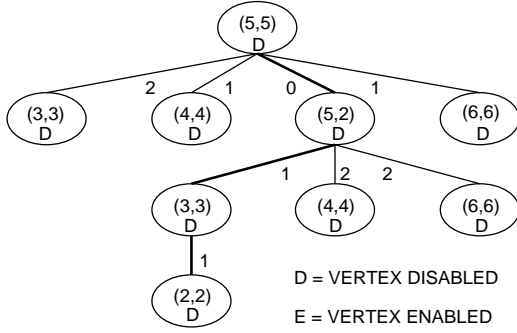 (5,5)
D
2 1 0 1
(3,3) (4,4) (5,2) (6,6)
D D D D
1 2 2
(3,3) (4,4) (6,6)
D D D
1
(2,2)
D
D = VERTEX DISABLED
E = VERTEX ENABLED